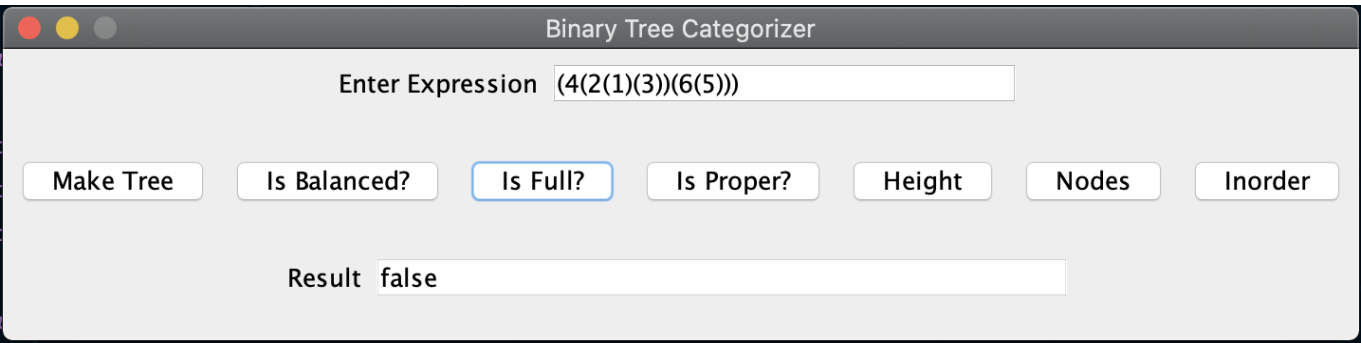 Binary Tree Categorizer
Enter Expression (4(2(1)(3))(6(5)))
Make Tree Is Balanced? Is Full? Is Proper? Height Nodes Inorder
Result false